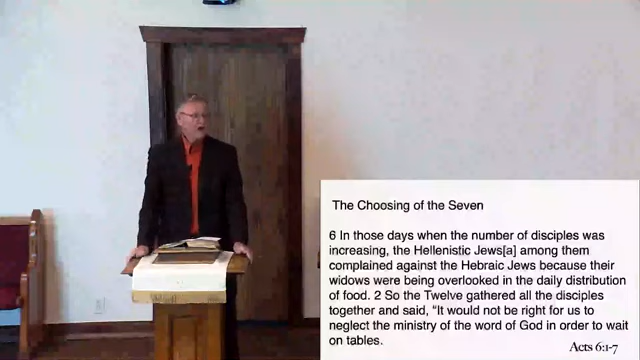 The Choosing of the Seven
6 In those days when the number of disciples was
increasing, the Hellenistic Jews[a] among them
complained against the Hebraic Jews because their
widows were being overlooked in the daily distribution
of food. 2 So the Twelve gathered all the disciples
together and said, “It would not be right for us to
neglect the ministry of the word of God in order to wait
on tables.
Acts 6:1-7